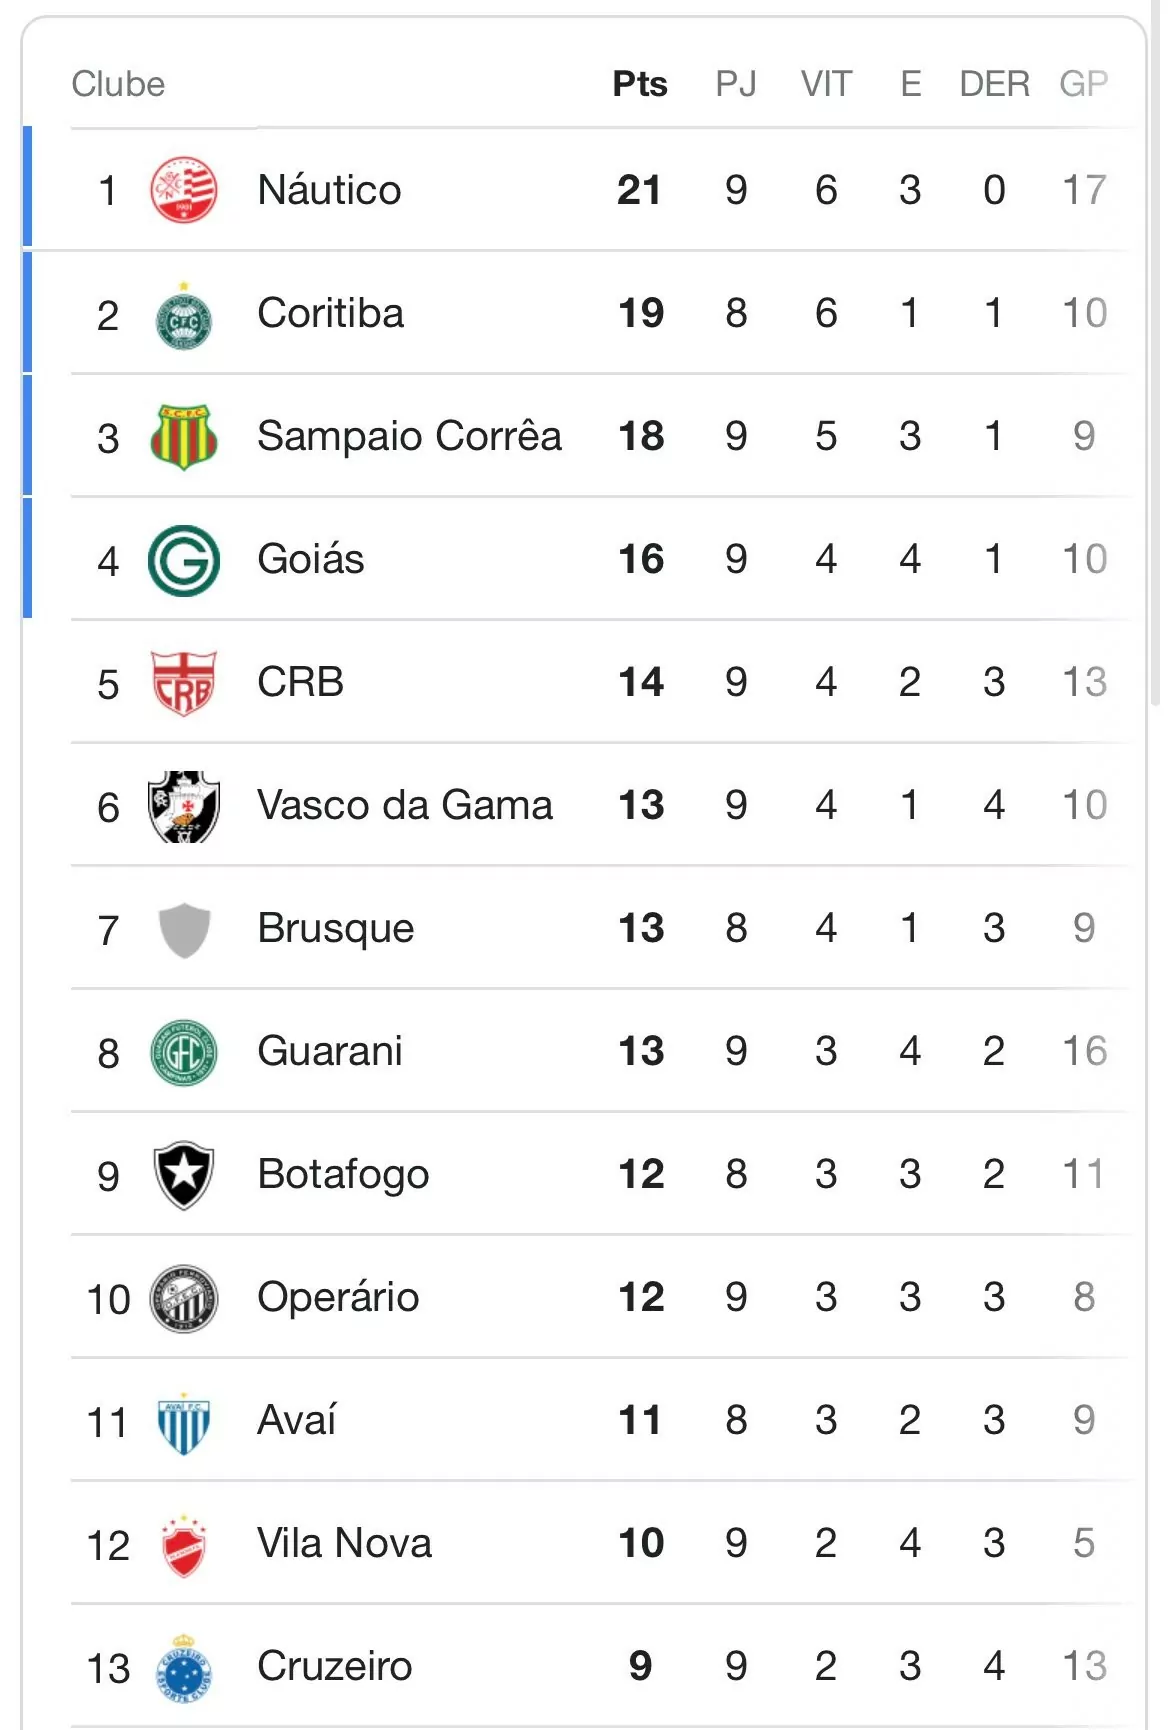 Clube Pts PJ VIT E DER GP
1 Náutico 21 9 6 3 0 17
2 Coritiba 19 8 6 1 1 10
3 Sampaio Corrêa 18 9 5 3 1 9
4 Goiás 16 9 4 4 1 10
5 CRB CRB 14 9 4 2 3 13
6 Vasco da Gama 13 9 4 1 4 10
7 Brusque 13 8 4 1 3 9
8 GFC Guarani 13 9 3 4 2 16
9 Botafogo 12 8 3 3 2 11
10 Operário 12 9 3 3 3 8
11 AVAÍ F.C. Avaí 11 8 3 2 3 9
12 Vila Nova 10 9 2 4 3 5
13 Cruzeiro 9 9 2 3 4 13